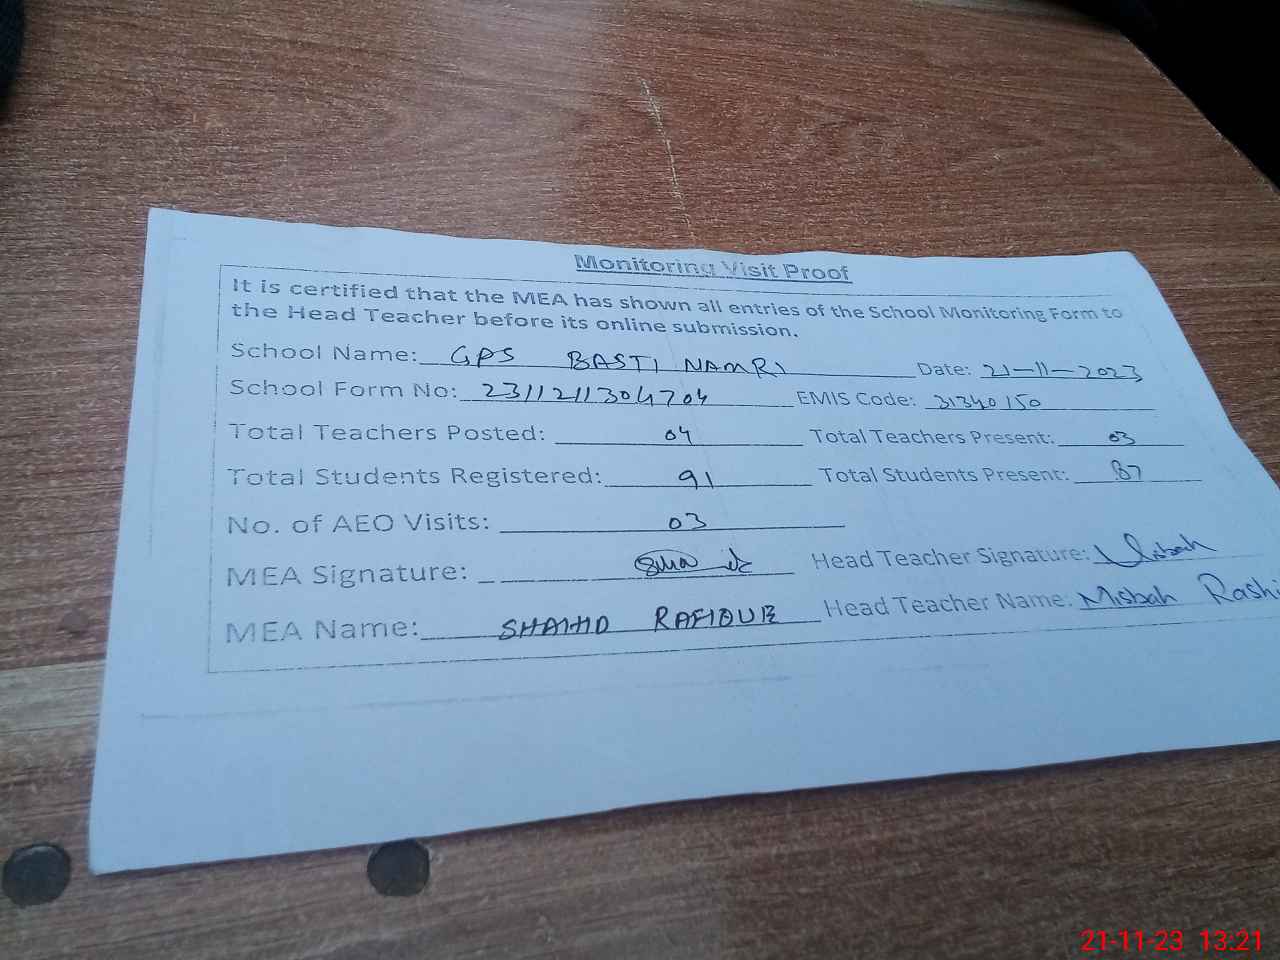 Monitoring Visit Proof
It is certified that the MEA has shown all entries of the School Monitoring Form to
the Head Teacher before its online submission.
School Name: GPS BASTI NAMRI Date: 21-11-2023
School Form No: 2311211304704 EMIS Code: 31340150
Total Teachers Posted: 04 Total Teachers Present: 03
Total Students Registered: 91 Total Students Present: 87
No. of AEO Visits: 03
MEA Signature: Head Teacher Signature: Misbah
MEA Name: SHAHID Head Teacher Name: Misbah Rashi
21-11-23 13:21